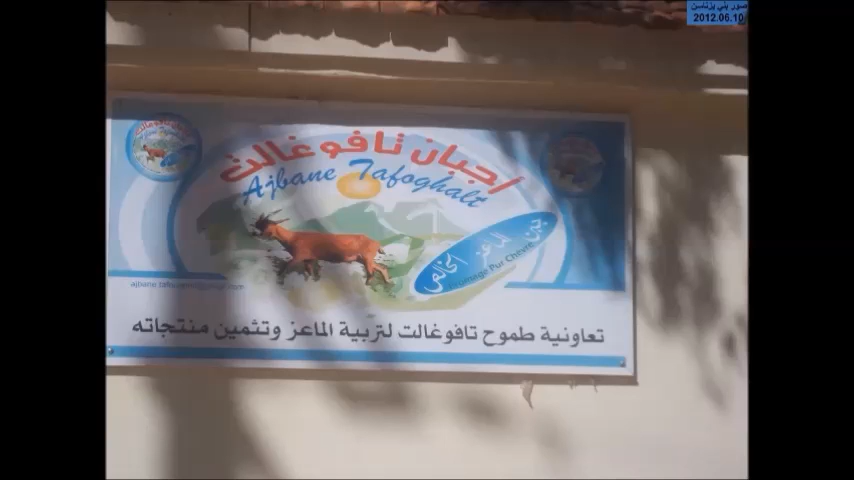 صور بني يزناسن
2012.06.10
أجبان تافوغالت
Ajbane Tafoghalt
جبن الماعز الخالص
Fromage Pur Chèvre
تعاونية طموح تافوغالت لتربية الماعز وتثمين منتجاته